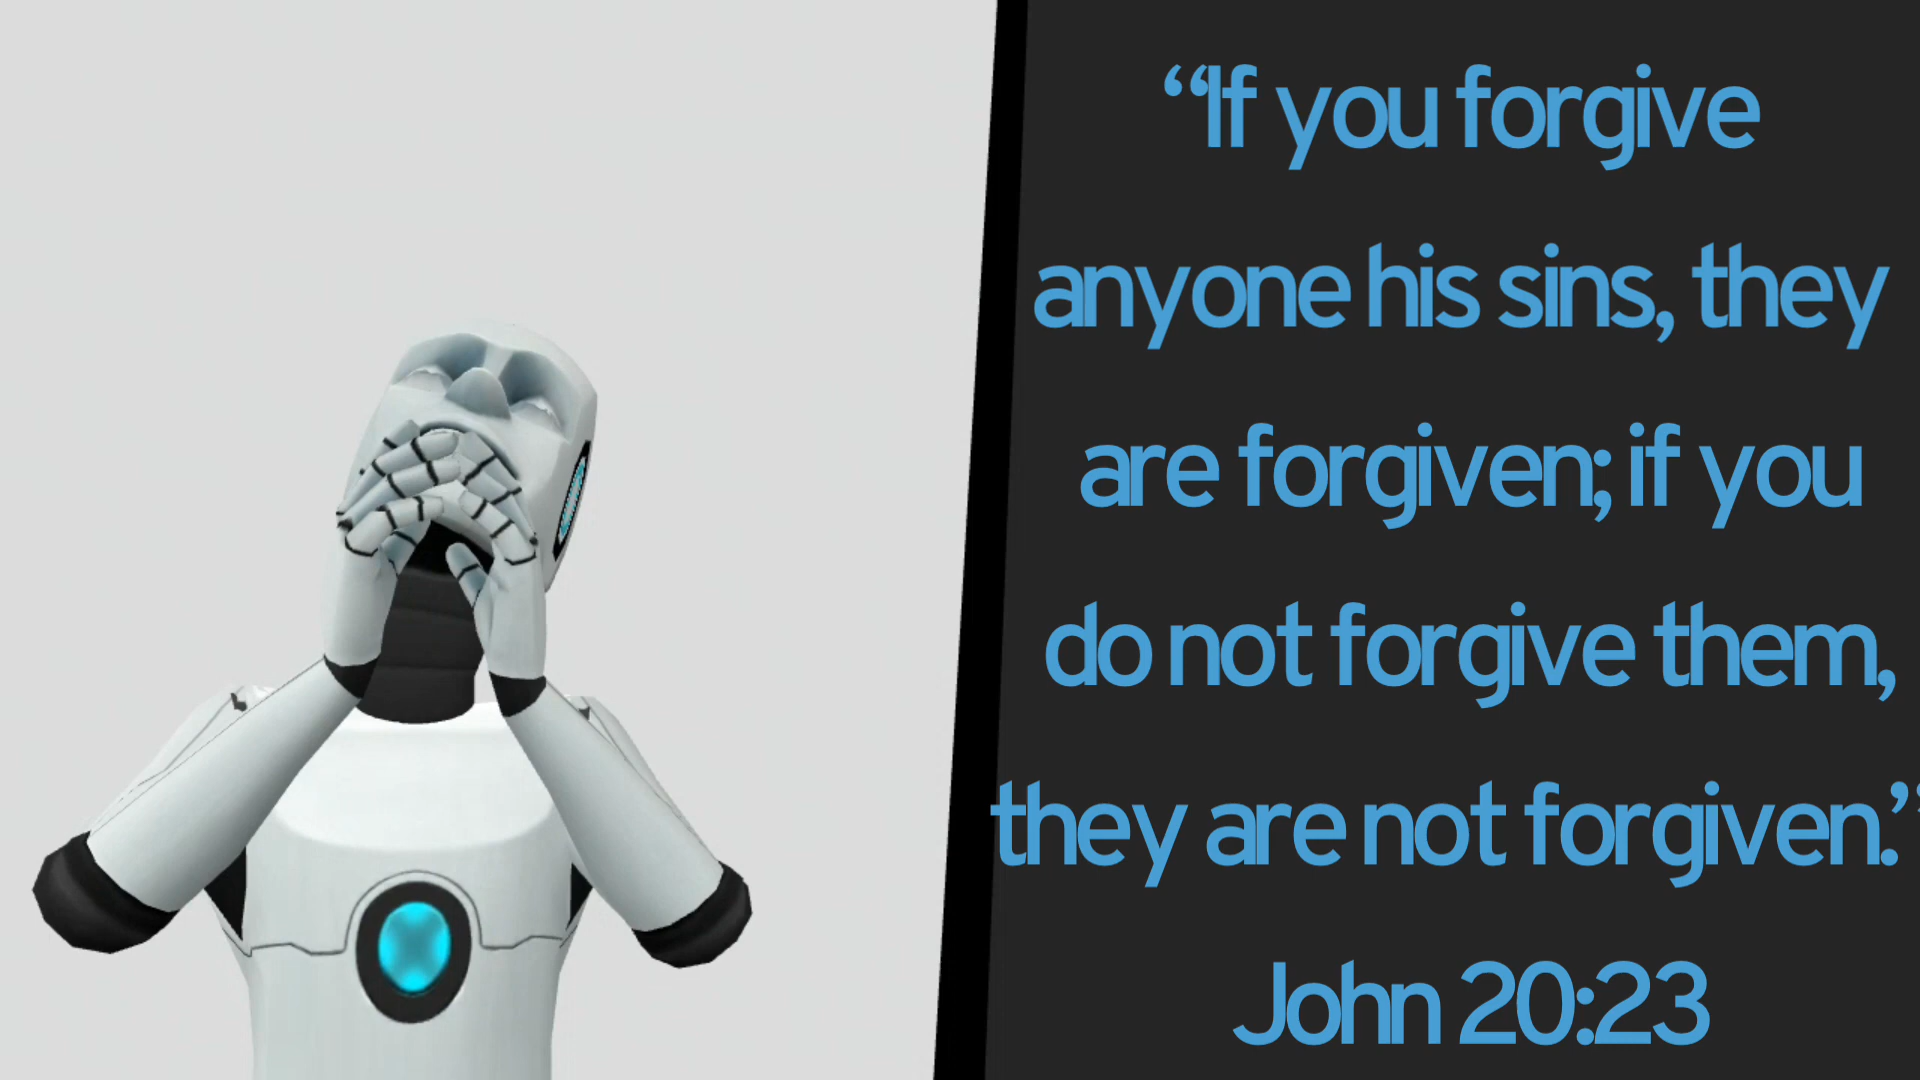 “If you forgive
anyone his sins, they
are forgiven; if you
do not forgive them,
they are not forgiven.”
John 20:23